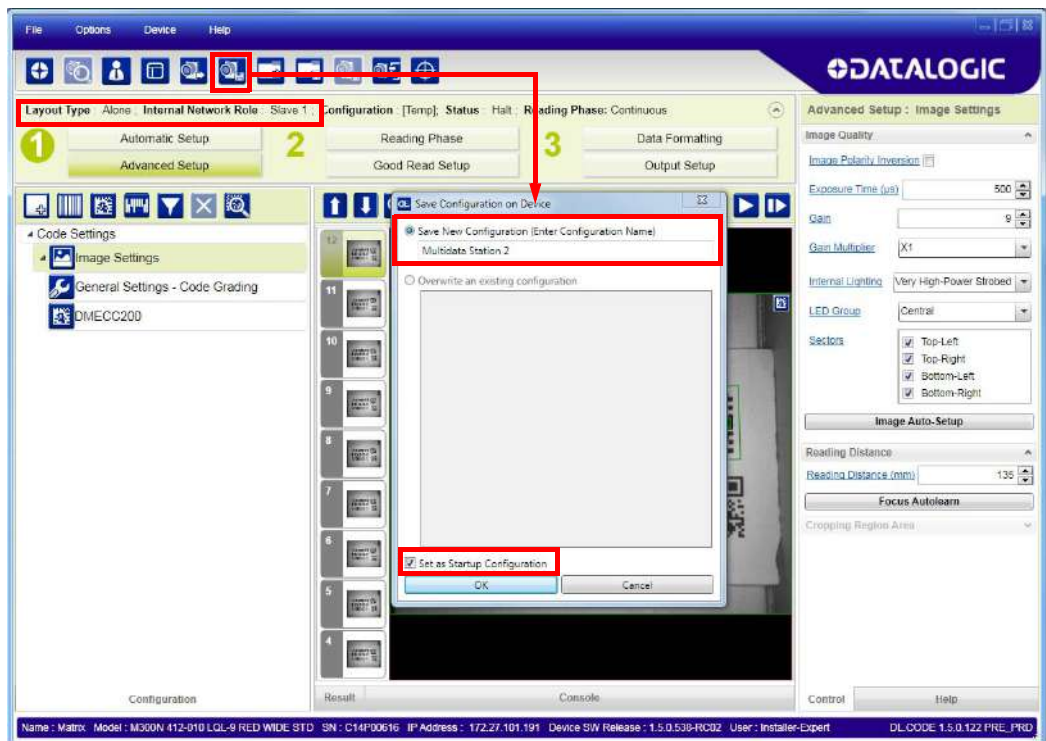 File Options Device Help
DATALOGIC
Layout Type : Alone ; Internal Network Role : Slave 1 ; Configuration : [Temp]; Status : Halt ; Reading Phase: Continuous
1
Automatic Setup
Advanced Setup
2
Reading Phase
Good Read Setup
3
Data Formatting
Output Setup
Code Settings
Image Settings
General Settings - Code Grading
DMECC200
Configuration
12
11
10
9
8
7
6
5
4
Save Configuration on Device
Save New Configuration (Enter Configuration Name)
Multidata Station 2
Overwrite an existing configuration
Set as Startup Configuration
OK Cancel
Result Console
Advanced Setup : Image Settings
Image Quality
Image Polarity Inversion
Exposure Time (µs) 500
Gain 9
Gain Multiplier X1
Internal Lighting Very High-Power Strobed
LED Group Central
Sectors Top-Left
Top-Right
Bottom-Left
Bottom-Right
Image Auto-Setup
Reading Distance
Reading Distance (mm) 135
Focus Autolearn
Cropping Region Area
Control Help
Name : Matrix Model : M300N 412-010 LQL-9 RED WIDE STD SN : C14P00616 IP Address : 172.27.101.191 Device SW Release : 1.5.0.538-RC02 User : Installer-Expert DL.CODE 1.5.0.122 PRE_PRD